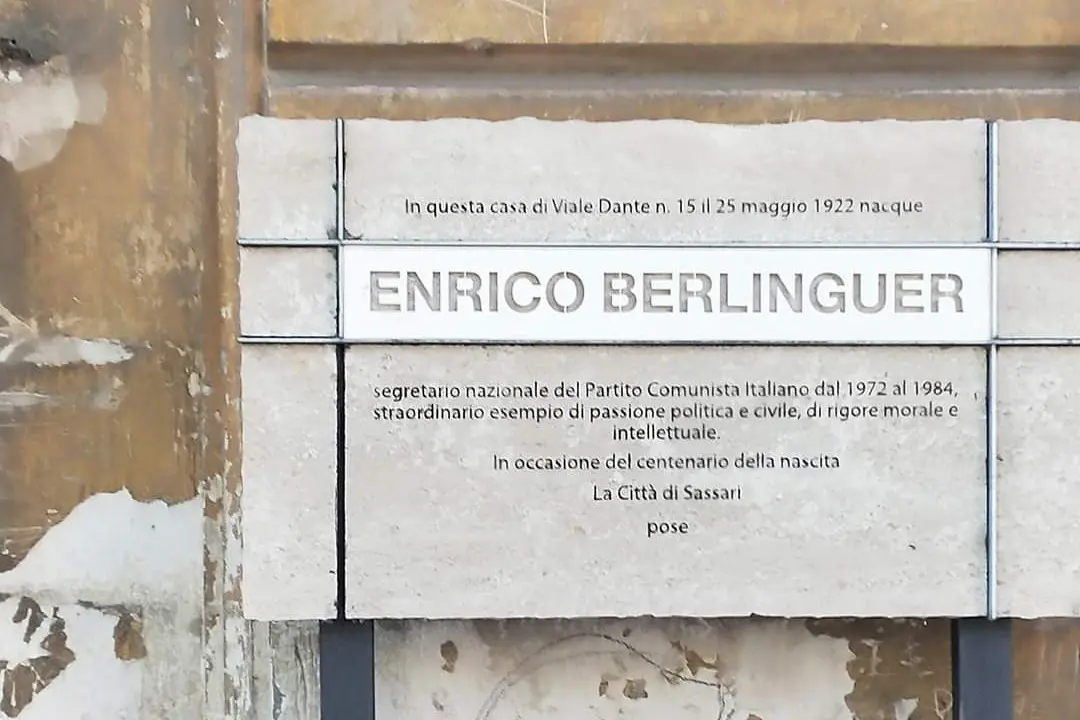 In questa casa di Viale Dante n. 15 il 25 maggio 1922 nacque
ENRICO BERLINGUER
segretario nazionale del Partito Comunista Italiano dal 1972 al 1984,
straordinario esempio di passione politica e civile, di rigore morale e
intellettuale.
In occasione del centenario della nascita
La Città di Sassari
pose